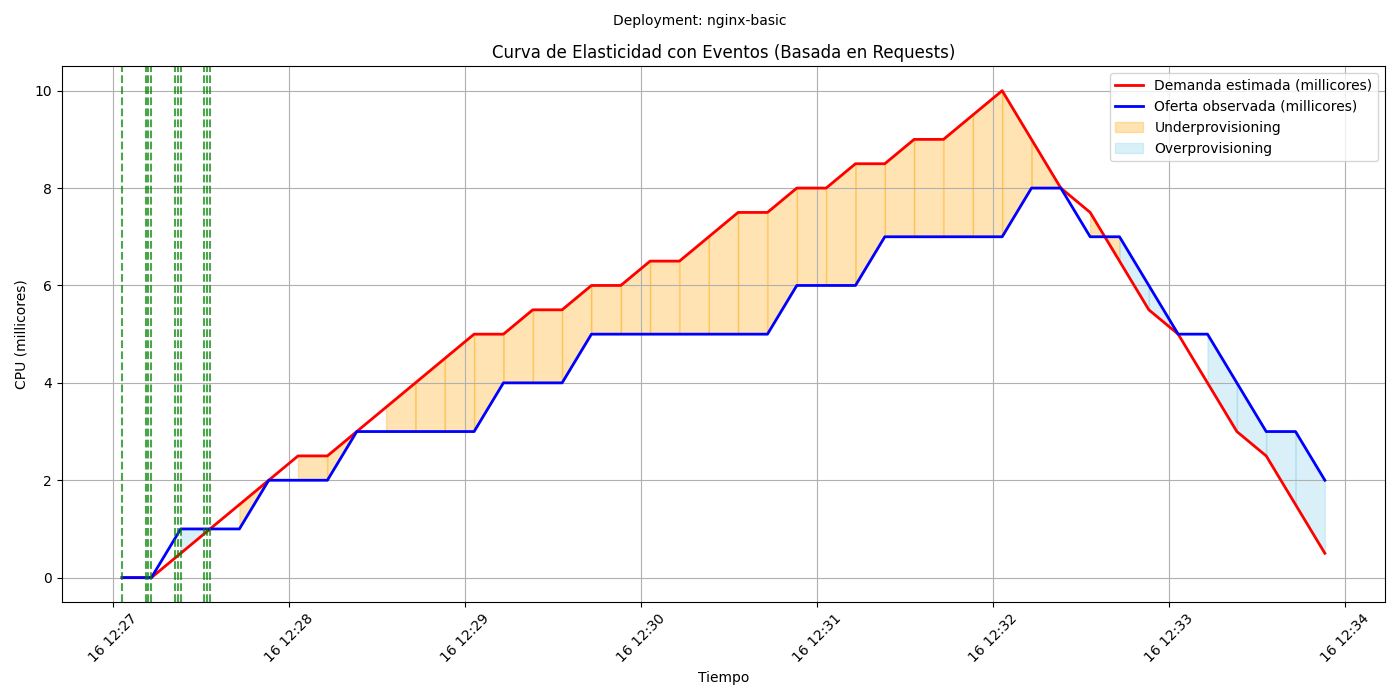 Deployment: nginx-basic
Curva de Elasticidad con Eventos (Basada en Requests)
Demanda estimada (millicores)
Oferta observada (millicores)
Underprovisioning
Overprovisioning
CPU (millicores)
10
8
6
4
2
0
16 12:27
16 12:28
16 12:29
16 12:30
16 12:31
16 12:32
16 12:33
16 12:34
Tiempo